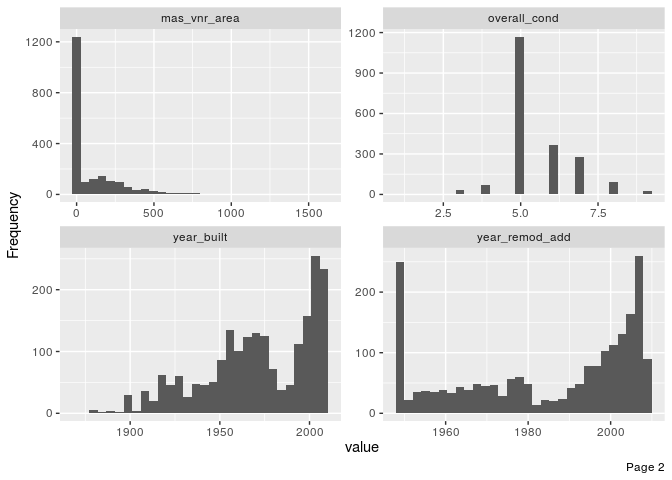 mas_vnr_area
overall_cond
1200
800
400
0
0 500 1000 1500
1200
900
600
300
0
2.5 5.0 7.5
Frequency
year_built
year_remod_add
200
100
0
1900 1950 2000
200
100
0
1960 1980 2000
value
Page 2